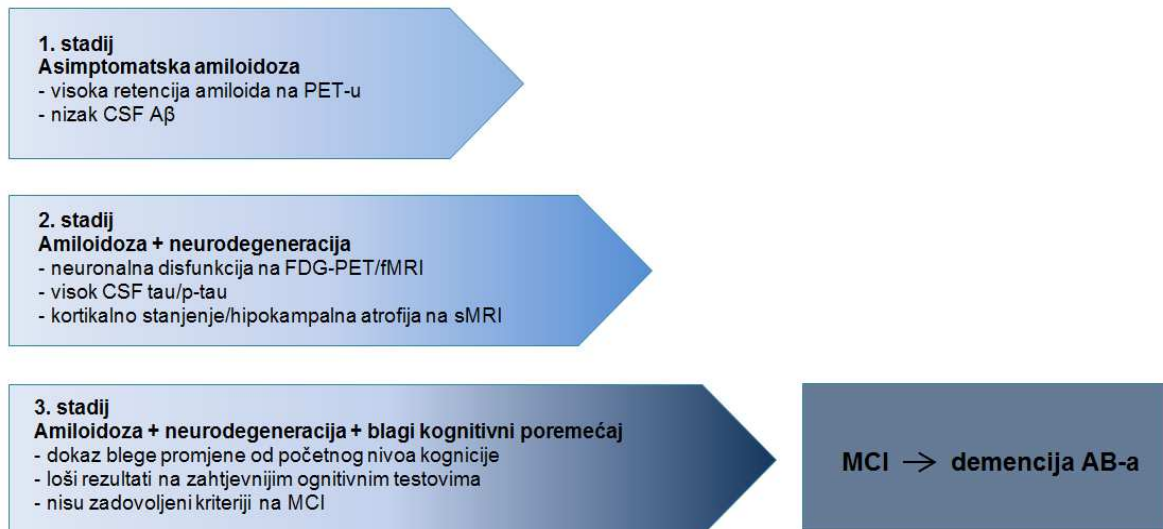 1. stadij
Asimptomatska amiloidoza
- visoka retencija amiloida na PET-u
- nizak CSF Aβ
2. stadij
Amiloidoza + neurodegeneracija
- neuronalna disfunkcija na FDG-PET/fMRI
- visok CSF tau/p-tau
- kortikalno stanjenje/hipokampalna atrofija na sMRI
3. stadij
Amiloidoza + neurodegeneracija + blagi kognitivni poremećaj
- dokaz blege promjene od početnog nivoa kognicije
- loši rezultati na zahtjevnijim ognitivnim testovima
- nisu zadovoljeni kriteriji na MCI
MCI → demencija AB-a